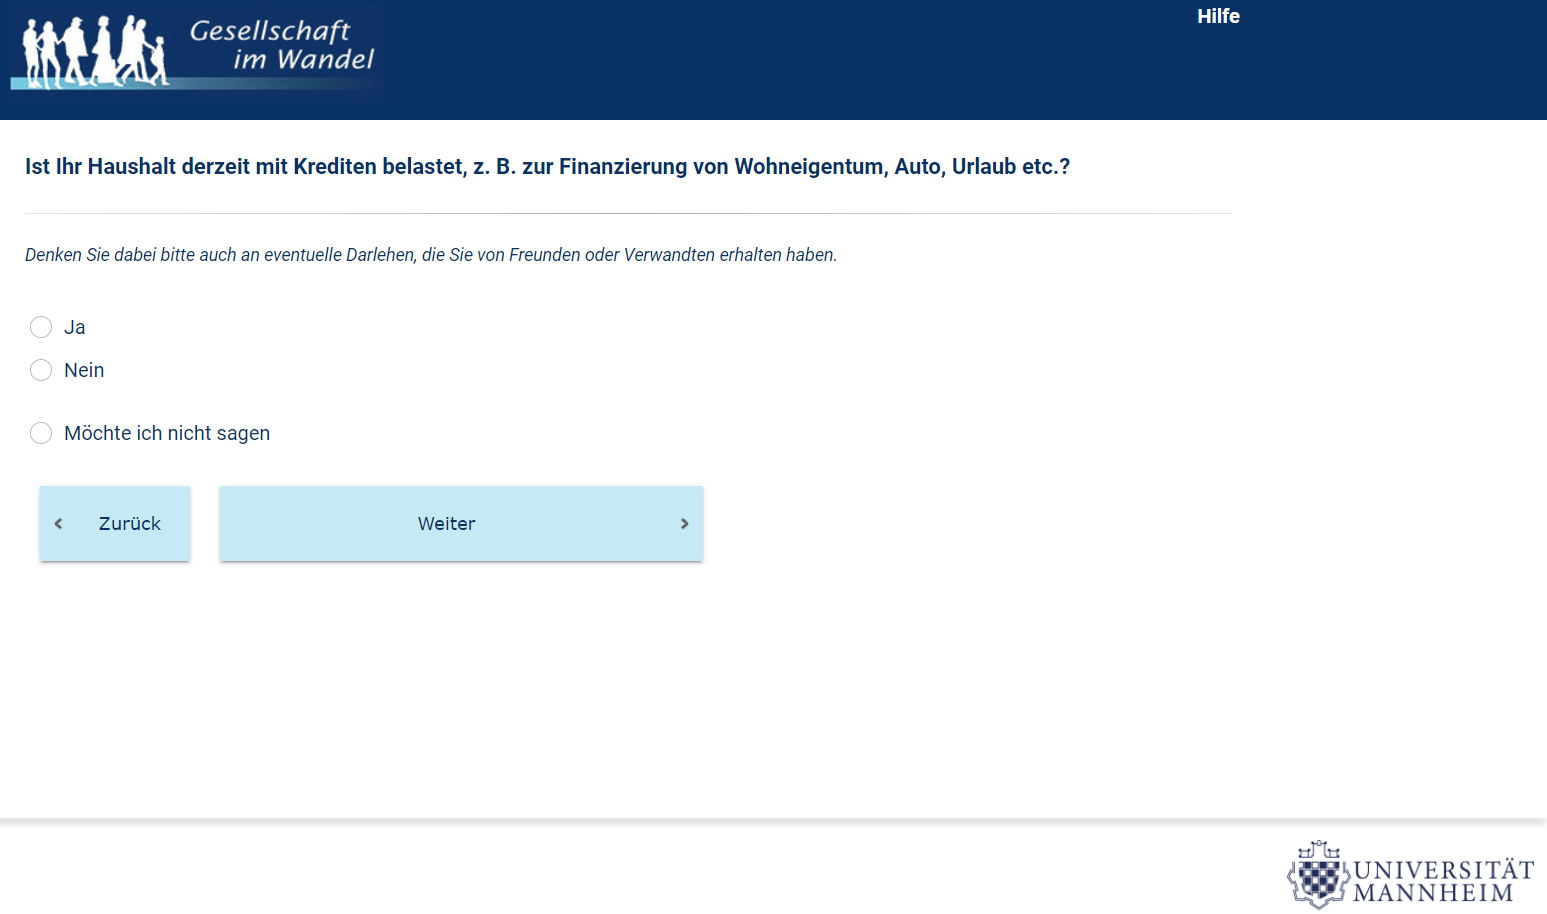 Gesellschaft
im Wandel
Hilfe
Ist Ihr Haushalt derzeit mit Krediten belastet, z. B. zur Finanzierung von Wohneigentum, Auto, Urlaub etc.?
Denken Sie dabei bitte auch an eventuelle Darlehen, die Sie von Freunden oder Verwandten erhalten haben.
Ja
Nein
Möchte ich nicht sagen
Zurück
Weiter
UNIVERSITÄT
MANNHEIM